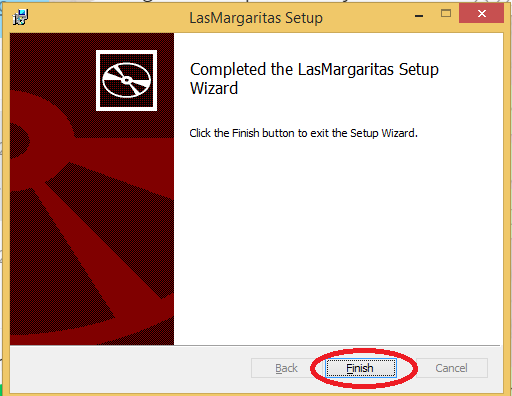 LasMargaritas Setup
Completed the LasMargaritas Setup
Wizard
Click the Finish button to exit the Setup Wizard.
Back Finish Cancel